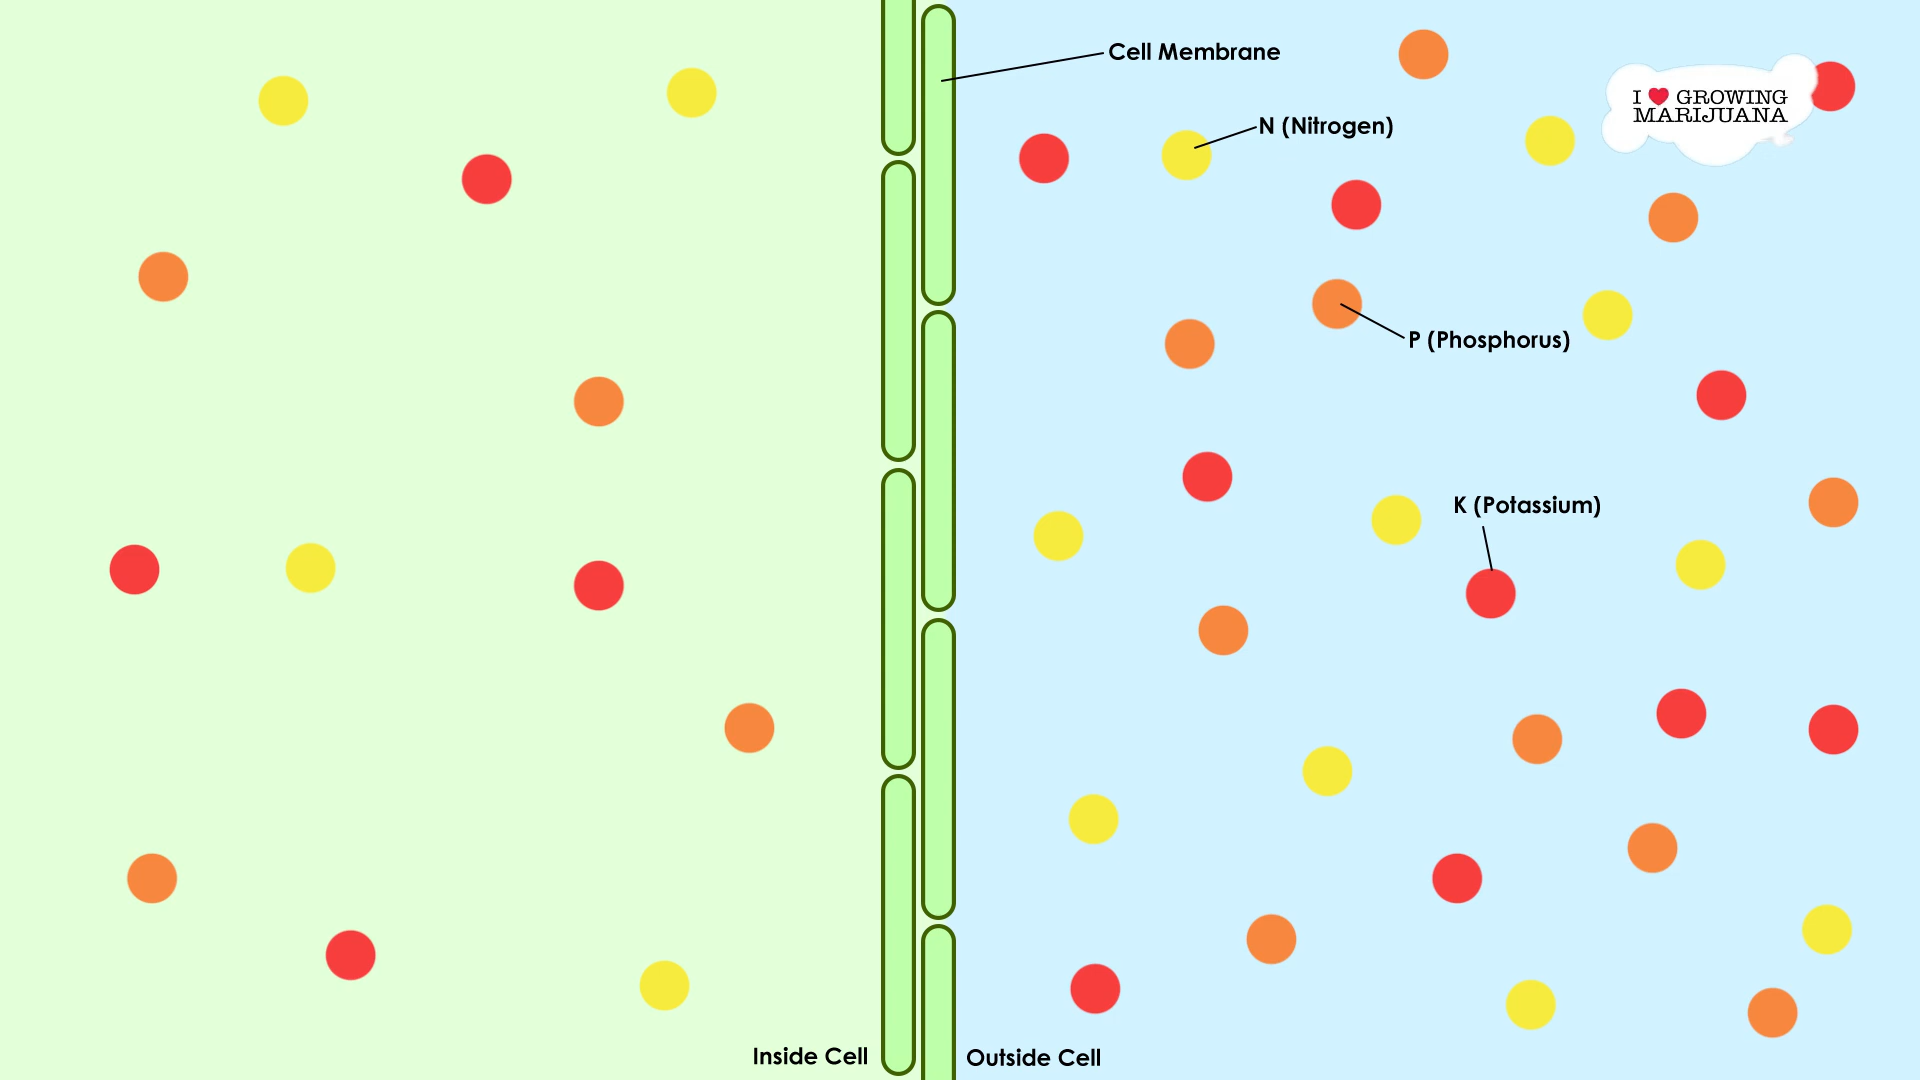 Cell Membrane
N (Nitrogen)
I ❤ GROWING
MARIJUANA
P (Phosphorus)
K (Potassium)
Inside Cell
Outside Cell